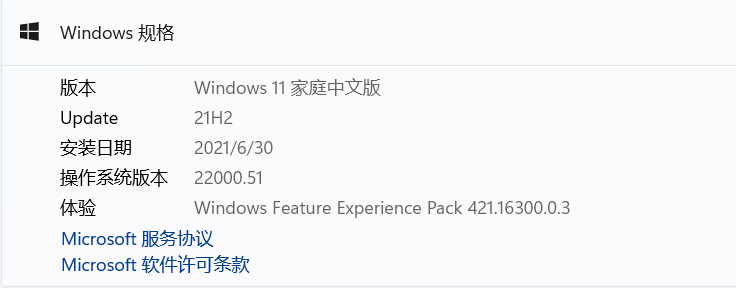 Windows 规格
版本 Windows 11 家庭中文版
Update 21H2
安装日期 2021/6/30
操作系统版本 22000.51
体验 Windows Feature Experience Pack 421.16300.0.3
Microsoft 服务协议
Microsoft 软件许可条款